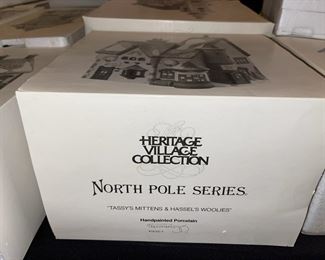 HERITAGE
VILLAGE
COLLECTION
NORTH POLE SERIES
"TASSY'S MITTENS & HASSEL'S WOOLIES"
Handpainted Porcelain